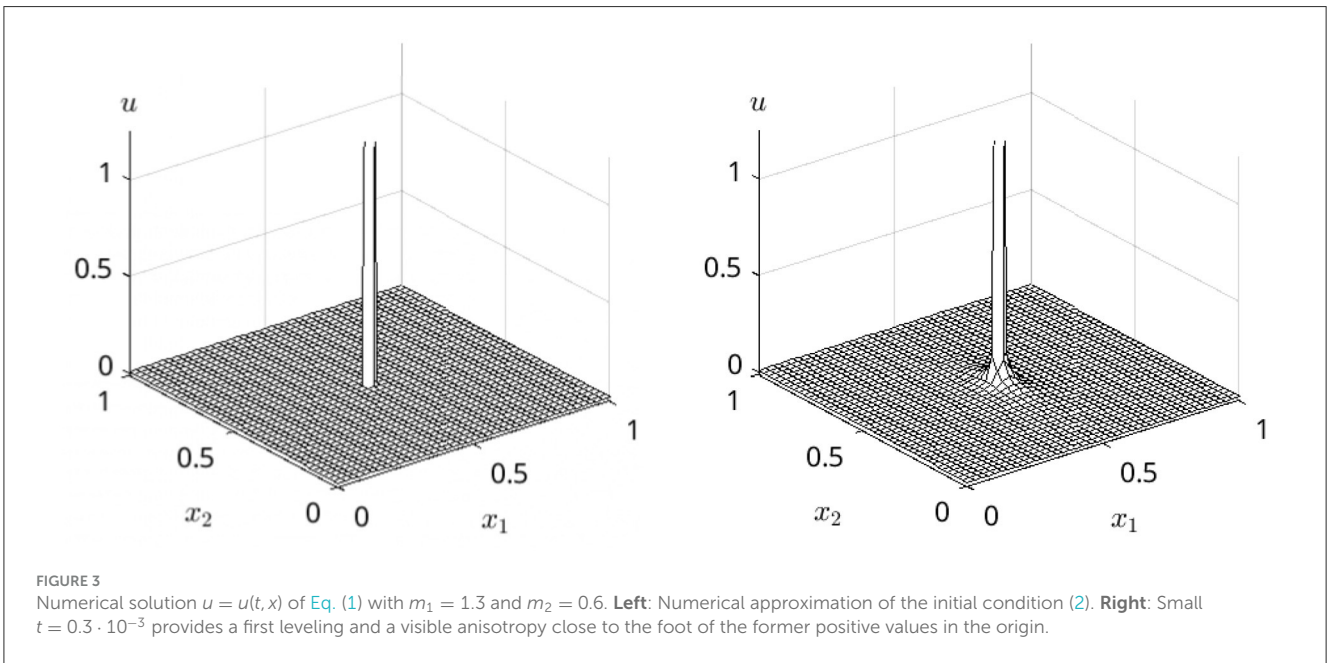 u
1
0.5
0
1
0.5
0
x₂
0
0.5
1
x₁
u
1
0.5
0
1
0.5
0
x₂
0
0.5
1
x₁
FIGURE 3
Numerical solution u = u(t, x) of Eq. (1) with m₁ = 1.3 and m₂ = 0.6. Left: Numerical approximation of the initial condition (2). Right: Small
t = 0.3 · 10⁻³ provides a first leveling and a visible anisotropy close to the foot of the former positive values in the origin.